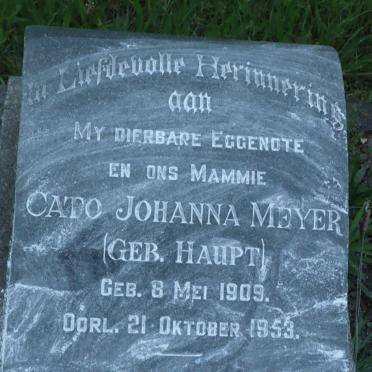 In Liefdevolle Herinnering
aan
MY DIERBARE EGGENOTE
EN ONS MAMMIE
CATO JOHANNA MEYER
(GEB. HAUPT)
GEB. 8 MEI 1909.
OORL. 21 OKTOBER 1953.